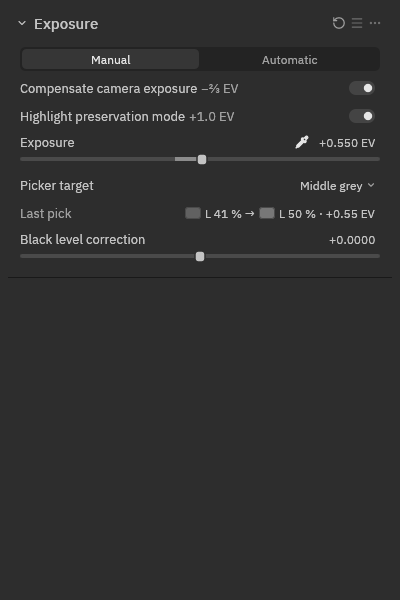 Exposure
Manual Automatic
Compensate camera exposure −⅔ EV
Highlight preservation mode +1.0 EV
Exposure +0.550 EV
Picker target Middle grey
Last pick L 41 % → L 50 % · +0.55 EV
Black level correction +0.0000